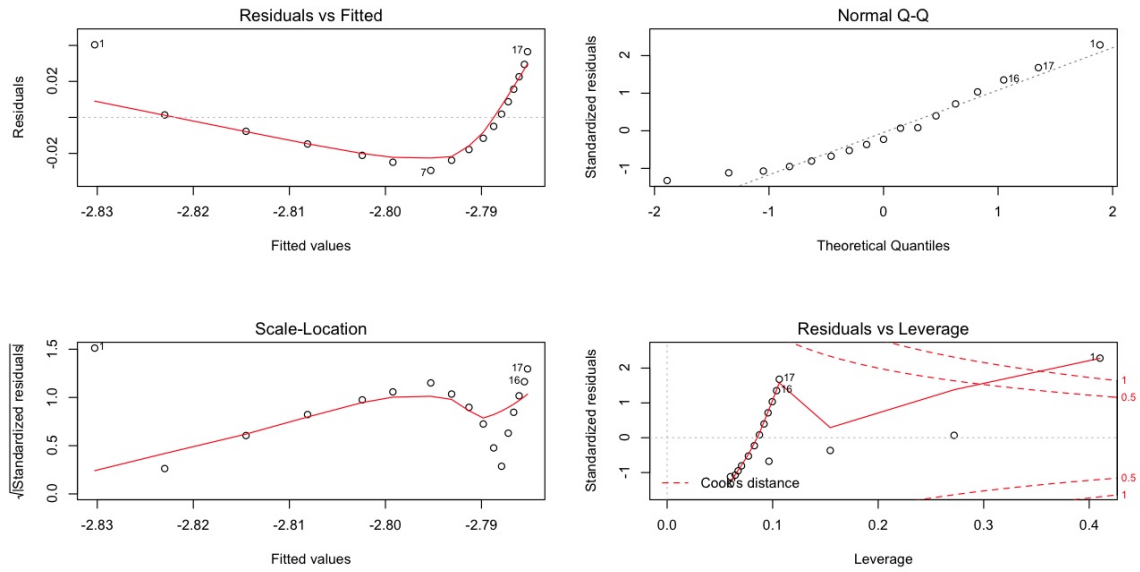 Residuals vs Fitted
Residuals
-0.02 0.02
1
7
17
-2.83 -2.82 -2.81 -2.80 -2.79
Fitted values
Normal Q-Q
Standardized residuals
-1 0 1 2
1
17
16
-2 -1 0 1 2
Theoretical Quantiles
Scale-Location
√|Standardized residuals|
0.0 0.5 1.0 1.5
1
17
16
-2.83 -2.82 -2.81 -2.80 -2.79
Fitted values
Residuals vs Leverage
Standardized residuals
-1 0 1 2
17
16
1
1
0.5
0.5
1
Cook's distance
0.0 0.1 0.2 0.3 0.4
Leverage